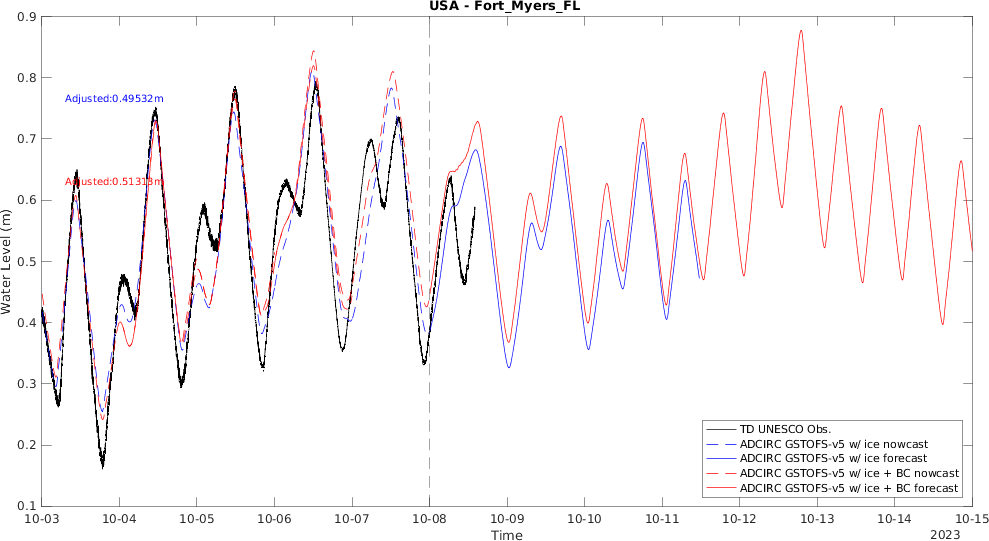 USA - Fort_Myers_FL
0.9
0.8
0.7
0.6
0.5
0.4
0.3
0.2
0.1
Water Level (m)
Adjusted:0.49532m
Adjusted:0.51313m
TD UNESCO Obs.
ADCIRC GSTOFS-v5 w/ ice nowcast
ADCIRC GSTOFS-v5 w/ ice forecast
ADCIRC GSTOFS-v5 w/ ice + BC nowcast
ADCIRC GSTOFS-v5 w/ ice + BC forecast
10-03 10-04 10-05 10-06 10-07 10-08 10-09 10-10 10-11 10-12 10-13 10-14 10-15
Time
2023